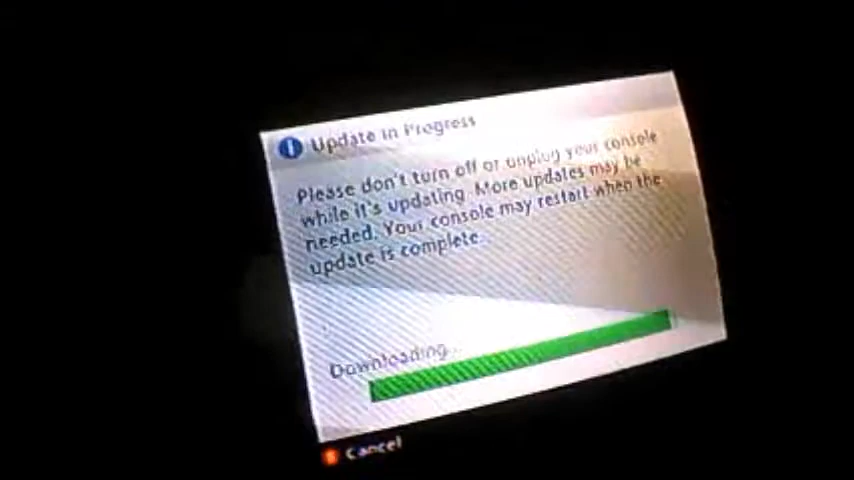 Update in Progress
Please don't turn off or unplug your console
while it's updating. More updates may be
needed. Your console may restart when the
update is complete.
Downloading...
Cancel